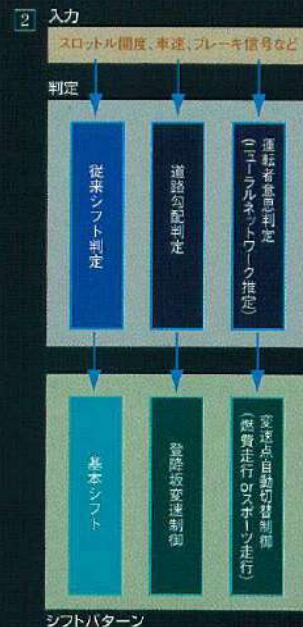 2
入力
スロットル開度、車速、ブレーキ信号など
判定
従来シフト判定
道路勾配判定
運転者意思判定
(ニューラルネットワーク推定)
基本シフト
登降坂変速制御
変速点自動切替制御
(燃費走行orスポーツ走行)
シフトパターン